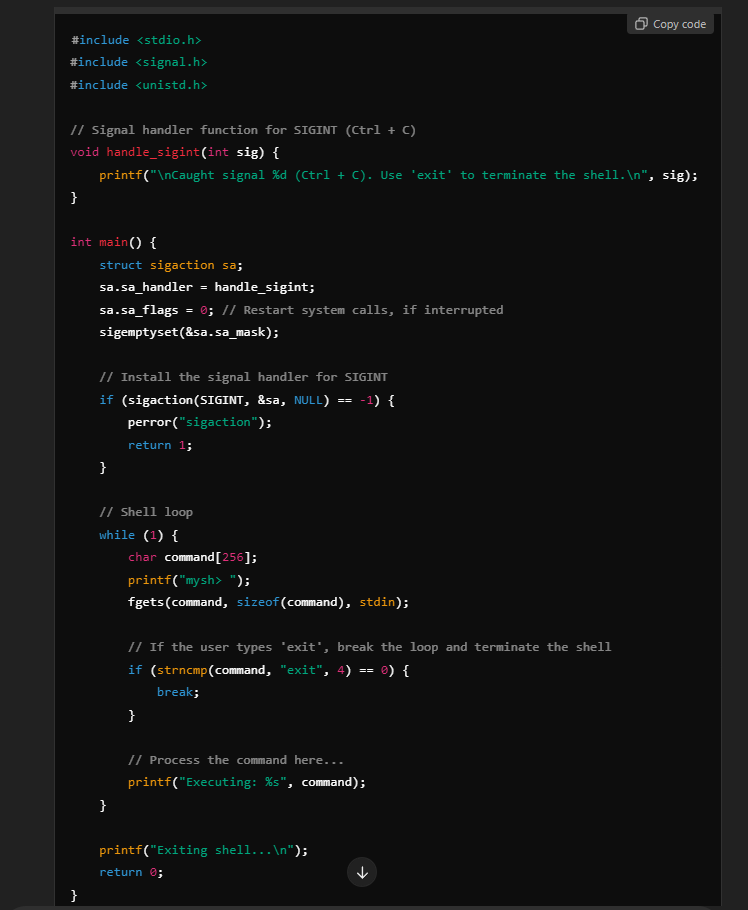 Copy code
#include <stdio.h>
#include <signal.h>
#include <unistd.h>
// Signal handler function for SIGINT (Ctrl + C)
void handle_sigint(int sig) {
    printf("\nCaught signal %d (Ctrl + C). Use 'exit' to terminate the shell.\n", sig);
}
int main() {
    struct sigaction sa;
    sa.sa_handler = handle_sigint;
    sa.sa_flags = 0; // Restart system calls, if interrupted
    sigemptyset(&sa.sa_mask);
    // Install the signal handler for SIGINT
    if (sigaction(SIGINT, &sa, NULL) == -1) {
        perror("sigaction");
        return 1;
    }
    // Shell loop
    while (1) {
        char command[256];
        printf("mysh> ");
        fgets(command, sizeof(command), stdin);
        // If the user types 'exit', break the loop and terminate the shell
        if (strncmp(command, "exit", 4) == 0) {
            break;
        }
        // Process the command here...
        printf("Executing: %s", command);
    }
    printf("Exiting shell...\n");
    return 0;
}